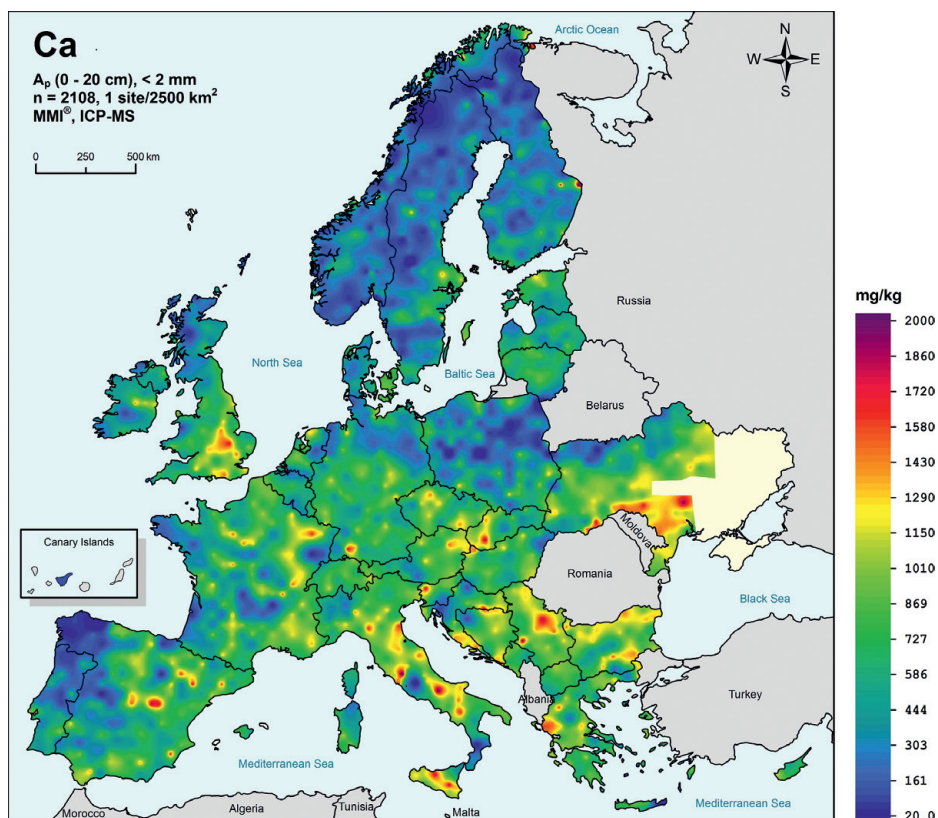 Ca
Aₚ (0 - 20 cm), < 2 mm
n = 2108, 1 site/2500 km²
MMI®, ICP-MS
0 250 500 km
Arctic Ocean
N
W E
S
Russia
North Sea
Baltic Sea
Belarus
Canary Islands
Moldova
Romania
Black Sea
Albania
Turkey
Mediterranean Sea
Mediterranean Sea
Morocco
Algeria
Tunisia
Malta
mg/kg
2000
1860
1720
1570
1430
1290
1150
1010
869
727
586
444
303
161
20.0